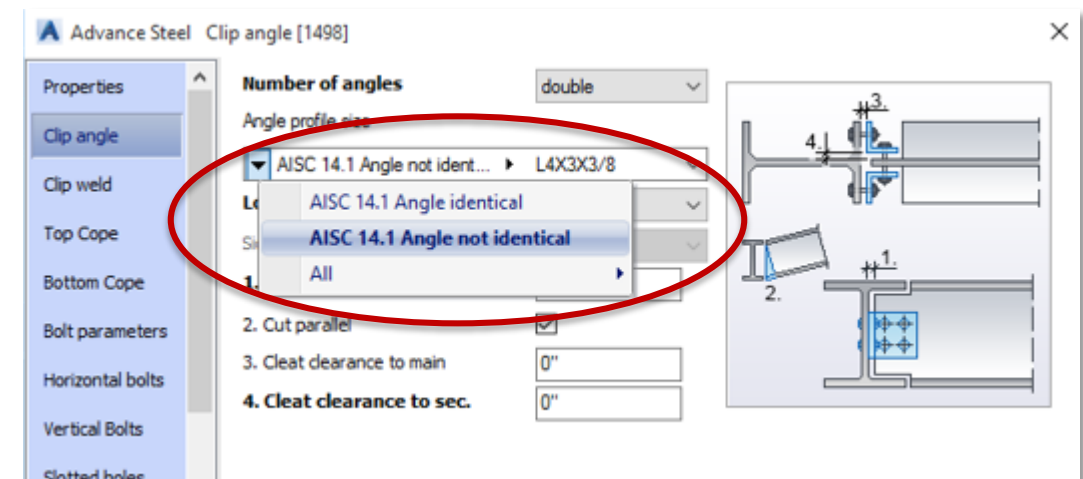 Advance Steel Clip angle [1498]
Properties
Clip angle
Clip weld
Top Cope
Bottom Cope
Bolt parameters
Horizontal bolts
Vertical Bolts
Slotted holes
Number of angles double
Angle profile size
AISC 14.1 Angle not ident... L4X3X3/8
AISC 14.1 Angle identical
AISC 14.1 Angle not identical
All
1.
2. Cut parallel
3. Cleat clearance to main 0"
4. Cleat clearance to sec. 0"
3.
4.
1.
2.